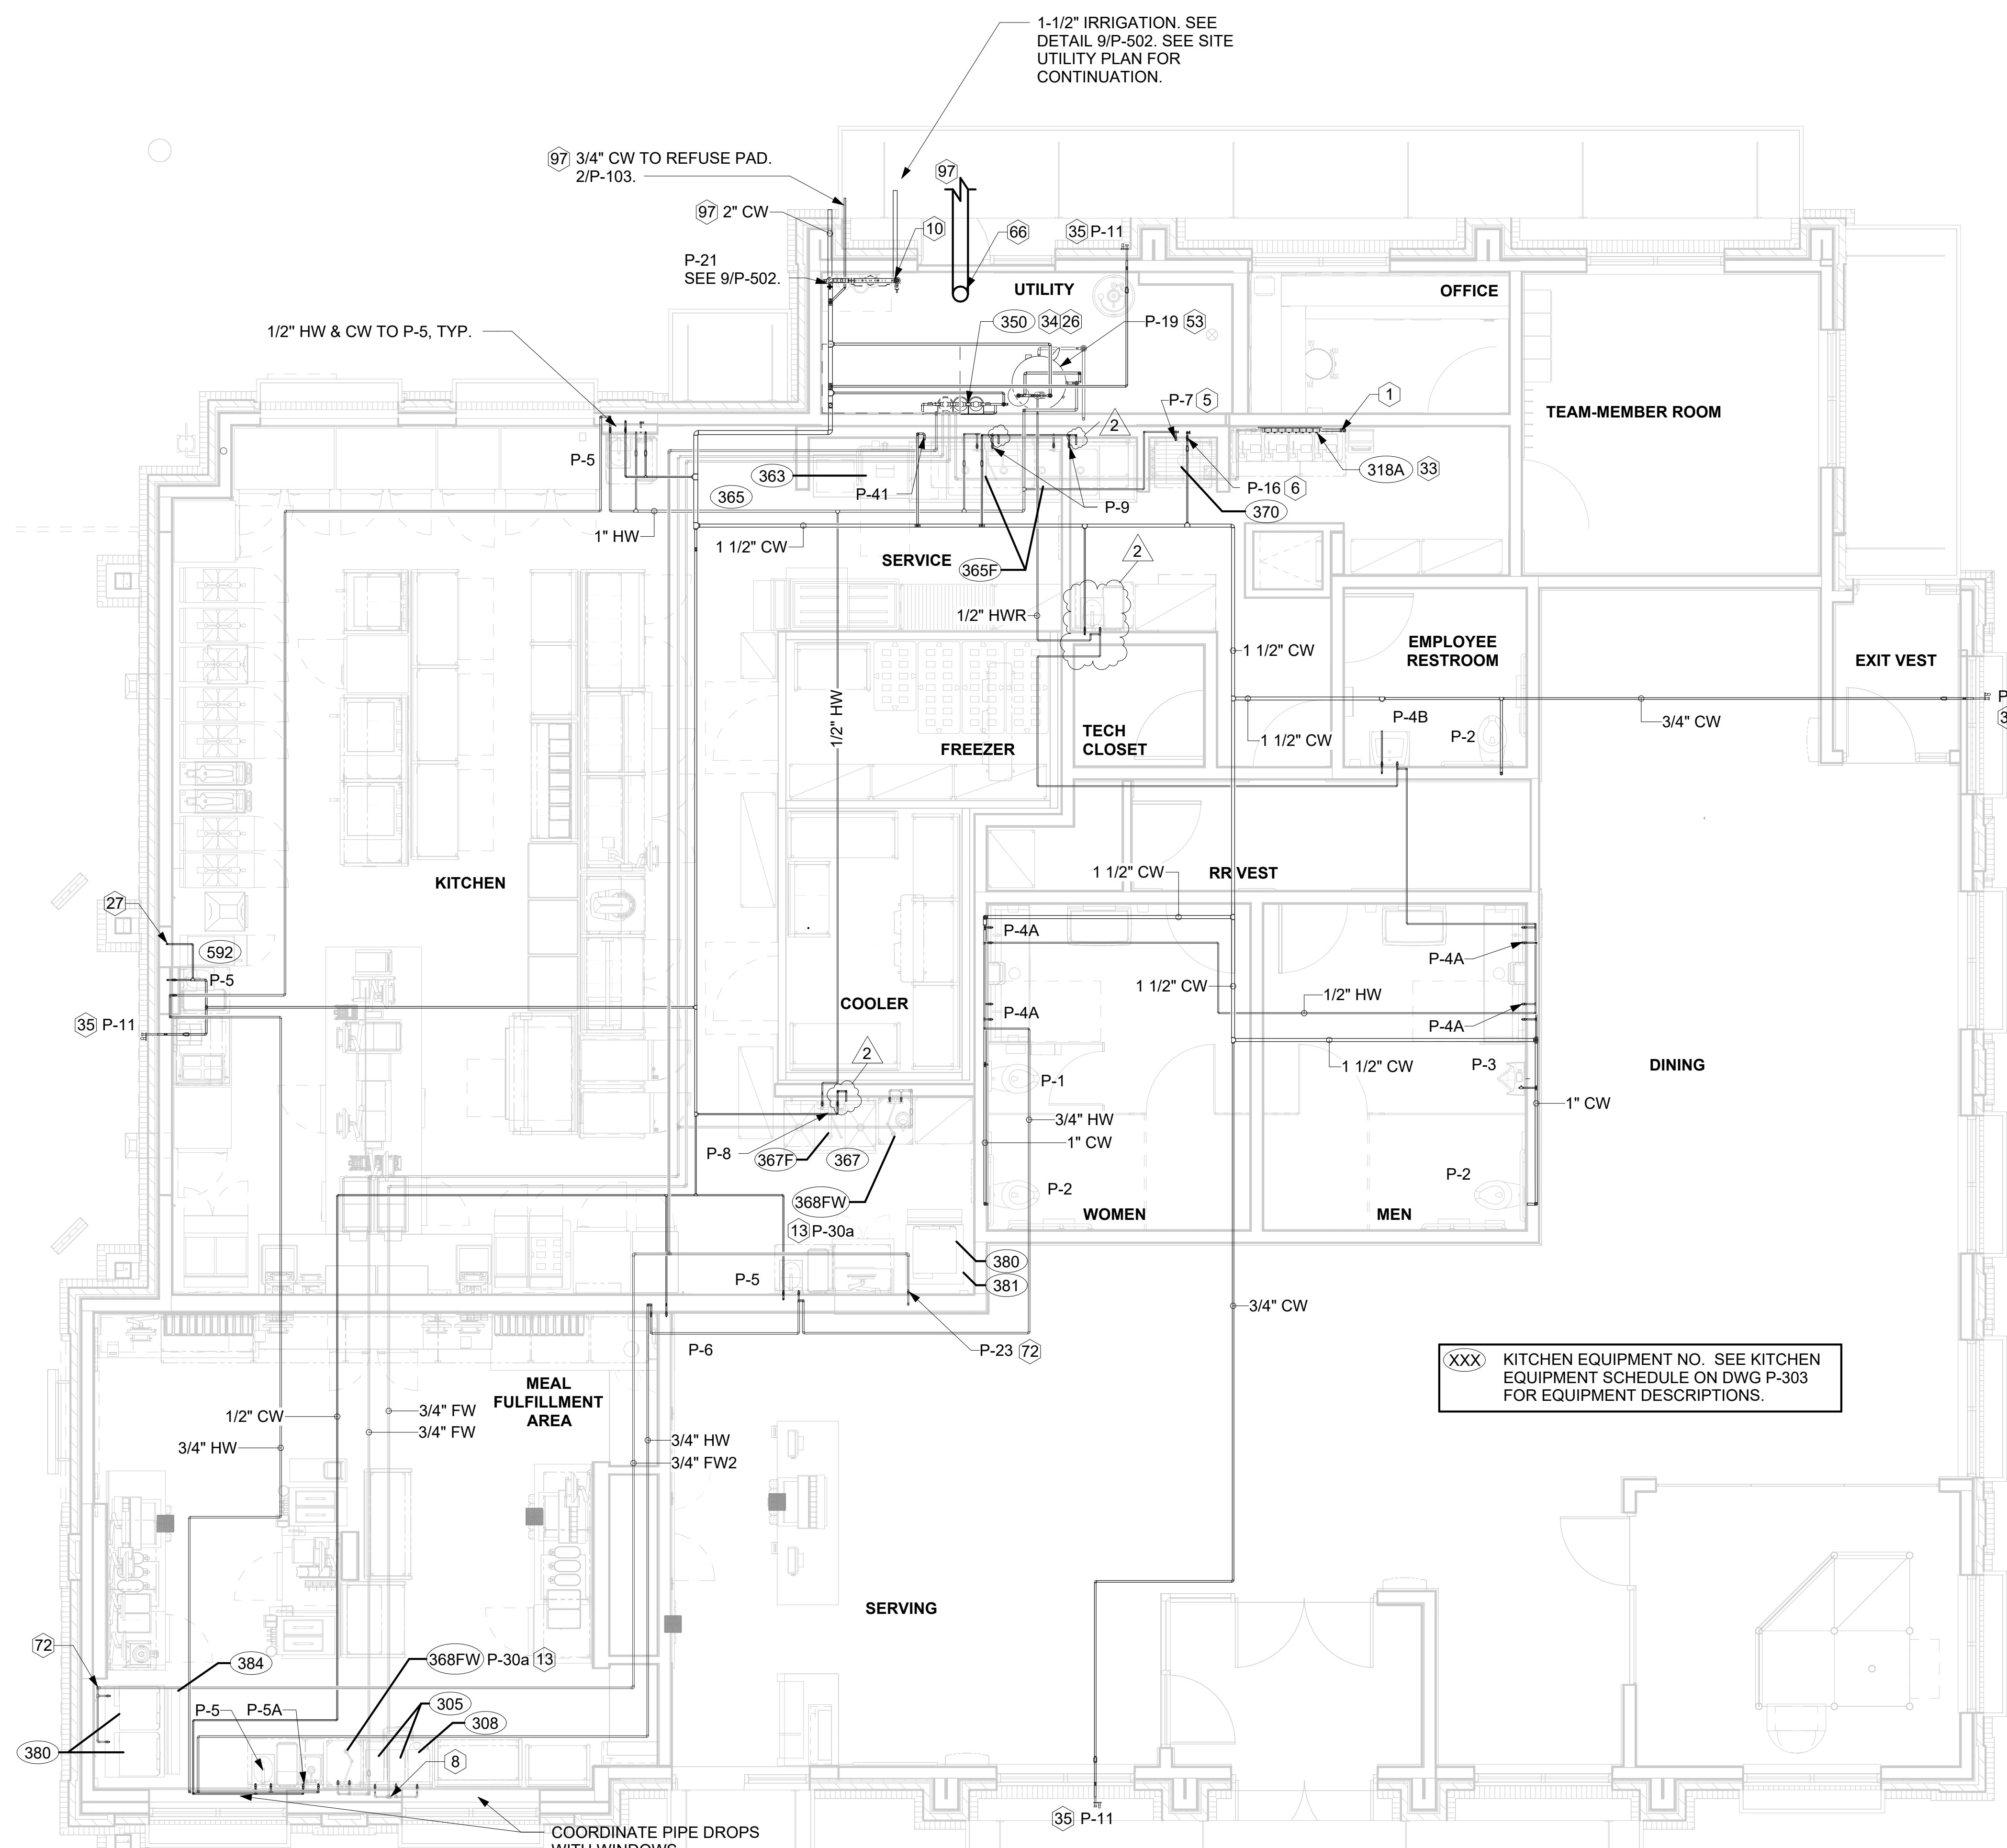 1-1/2" IRRIGATION. SEE
DETAIL 9/P-502. SEE SITE
UTILITY PLAN FOR
CONTINUATION.
97 3/4" CW TO REFUSE PAD.
2/P-103.
97
97 2" CW
10
66
35 P-11
P-21
SEE 9/P-502.
UTILITY
OFFICE
1/2" HW & CW TO P-5, TYP.
350 34 26
P-19 53
1
P-7 5
2
TEAM-MEMBER ROOM
P-5
363
365
P-41
318A 33
P-16 6
P-9
370
1" HW
1 1/2" CW
SERVICE
365F
2
1/2" HWR
1 1/2" CW
EMPLOYEE
RESTROOM
EXIT VEST
1/2" HW
FREEZER
TECH
CLOSET
1 1/2" CW
P-4B
P-2
3/4" CW
KITCHEN
1 1/2" CW
RR VEST
27
592
P-5
35 P-11
COOLER
P-4A
P-4A
1 1/2" CW
P-4A
1/2" HW
P-4A
2
1 1/2" CW
P-3
DINING
P-1
3/4" HW
1" CW
1" CW
P-8
367F
367
368FW
P-2
P-2
WOMEN
MEN
13 P-30a
P-5
380
381
3/4" CW
P-6
P-23 72
XXX KITCHEN EQUIPMENT NO. SEE KITCHEN
EQUIPMENT SCHEDULE ON DWG P-303
FOR EQUIPMENT DESCRIPTIONS.
MEAL
FULFILLMENT
AREA
1/2" CW
3/4" HW
3/4" FW
3/4" FW
3/4" HW
3/4" FW2
SERVING
72
384
368FW P-30a 13
P-5
P-5A
305
308
380
8
35 P-11
COORDINATE PIPE DROPS
WITH WINDOWS